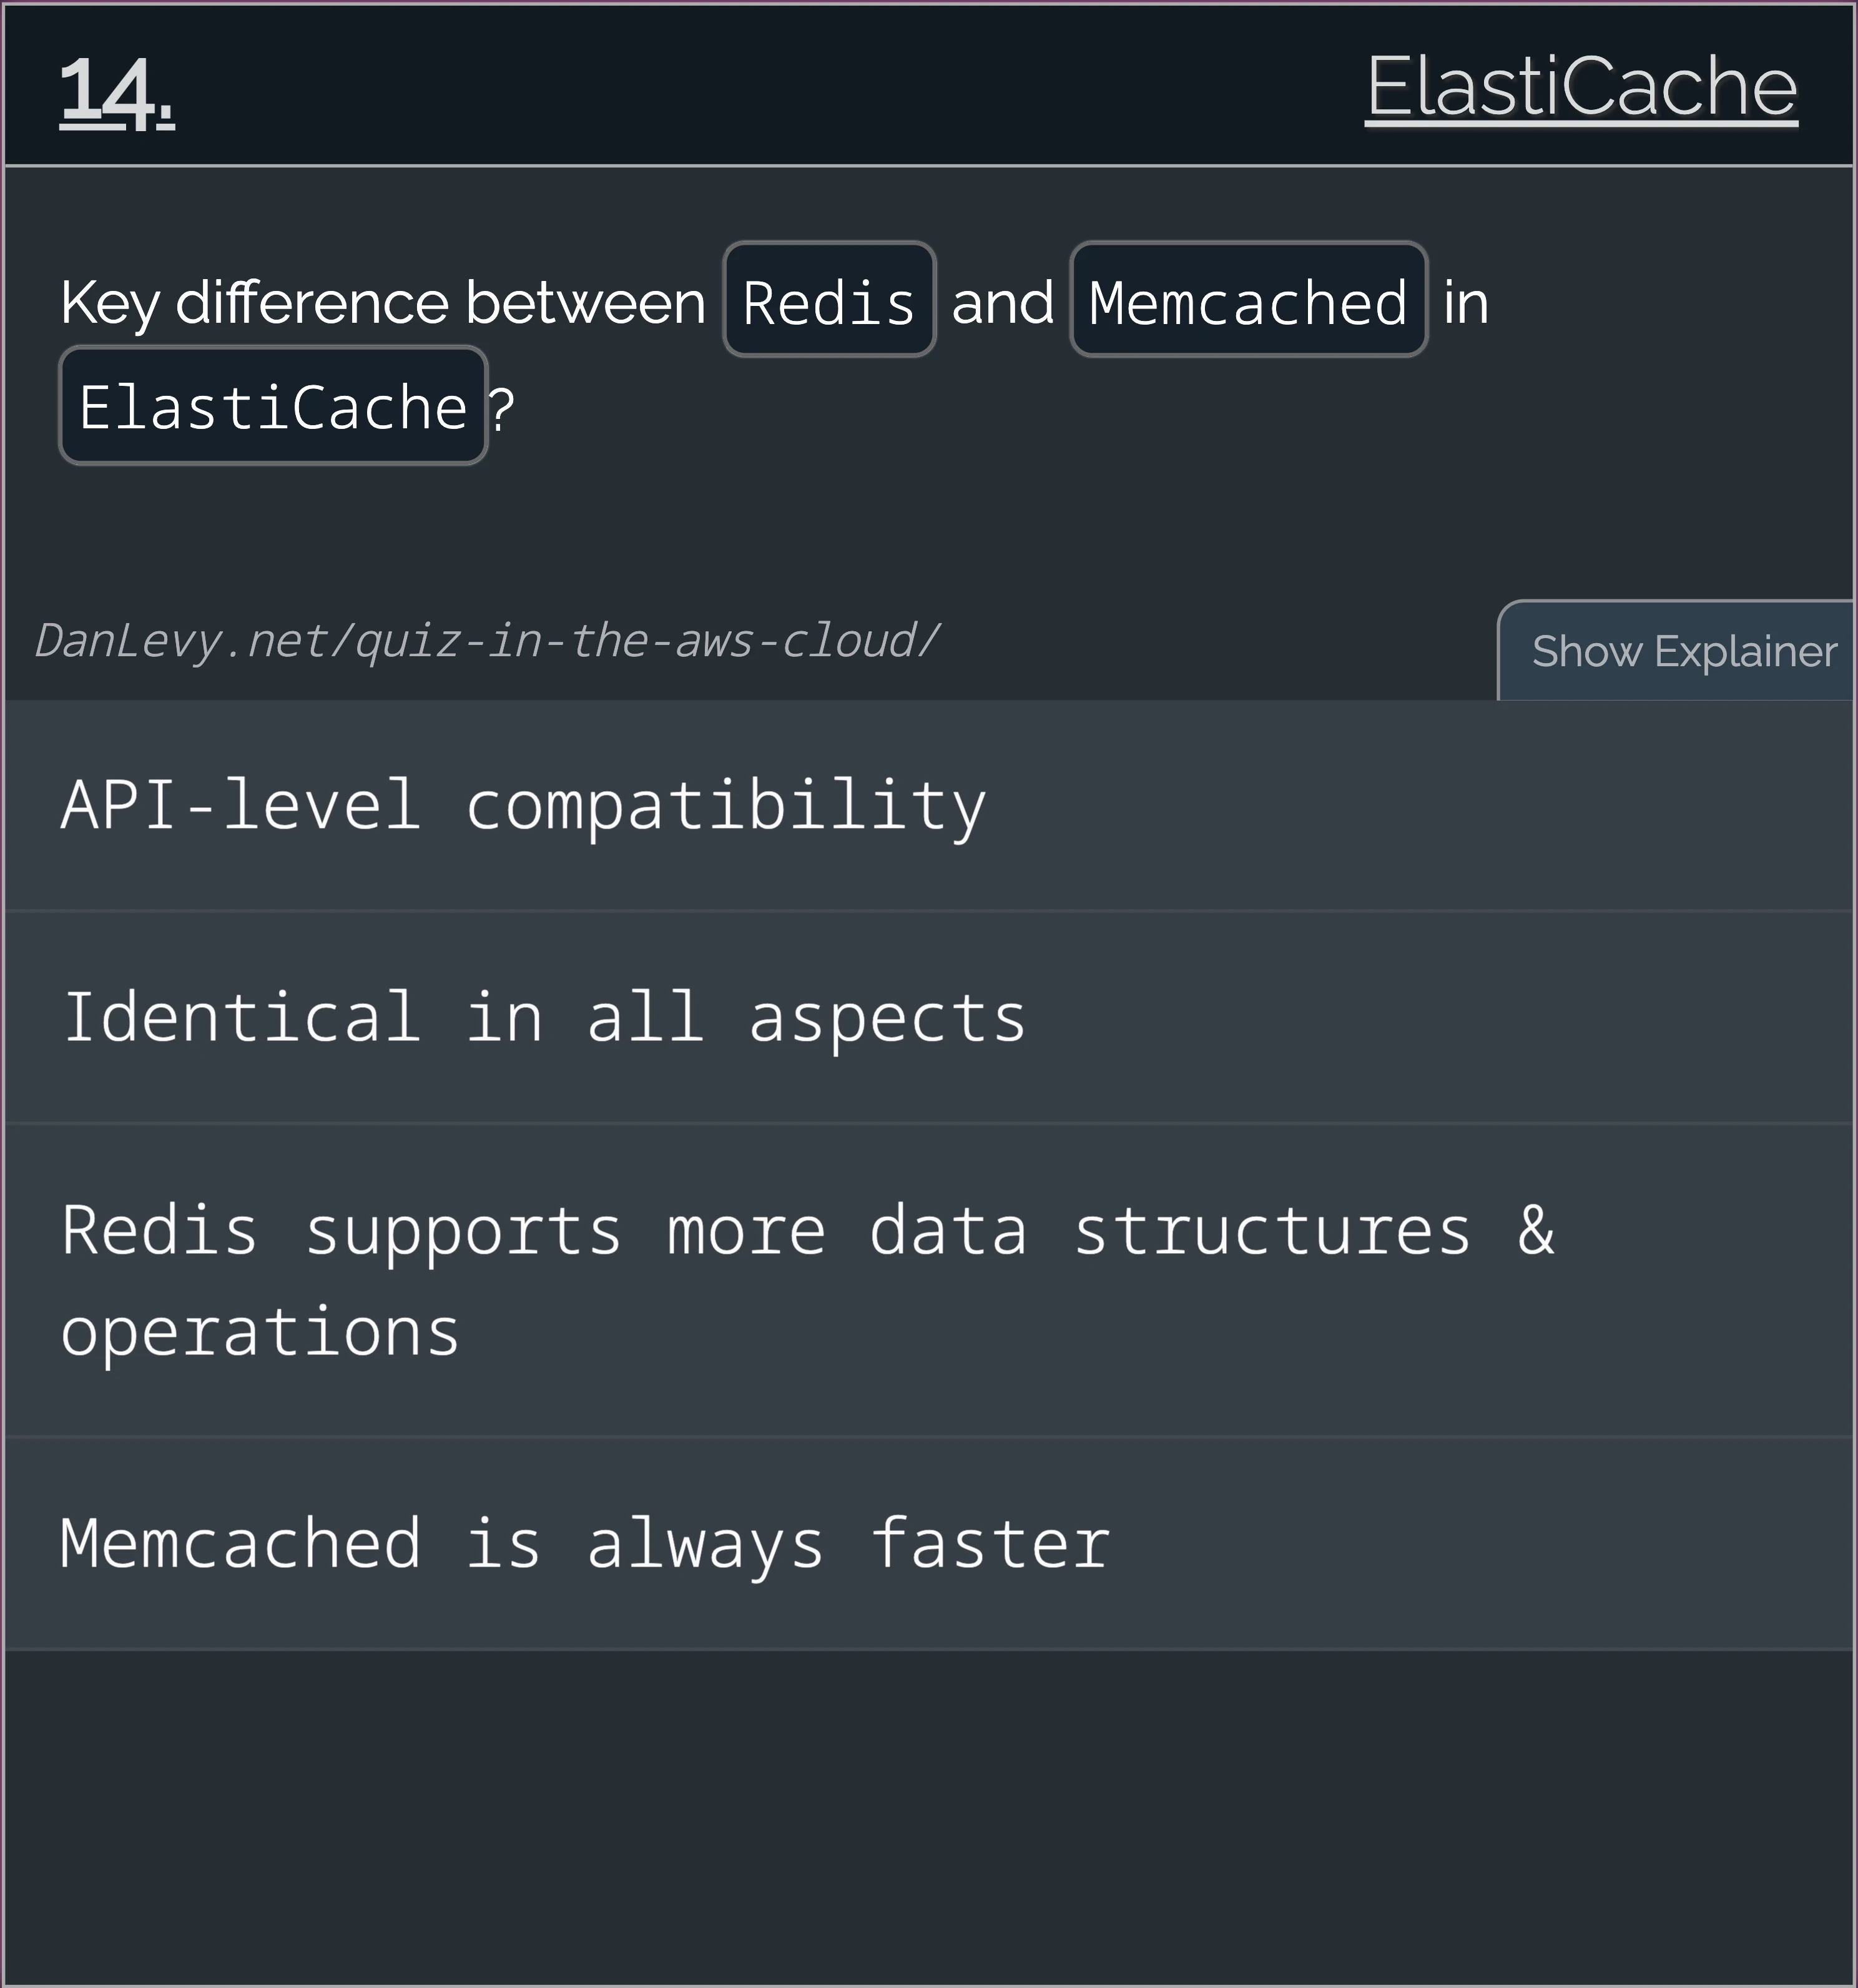 14.
ElastiCache
Key difference between Redis and Memcached in
ElastiCache?
DanLevy.net/quiz-in-the-aws-cloud/
Show Explainer
API-level compatibility
Identical in all aspects
Redis supports more data structures &
operations
Memcached is always faster